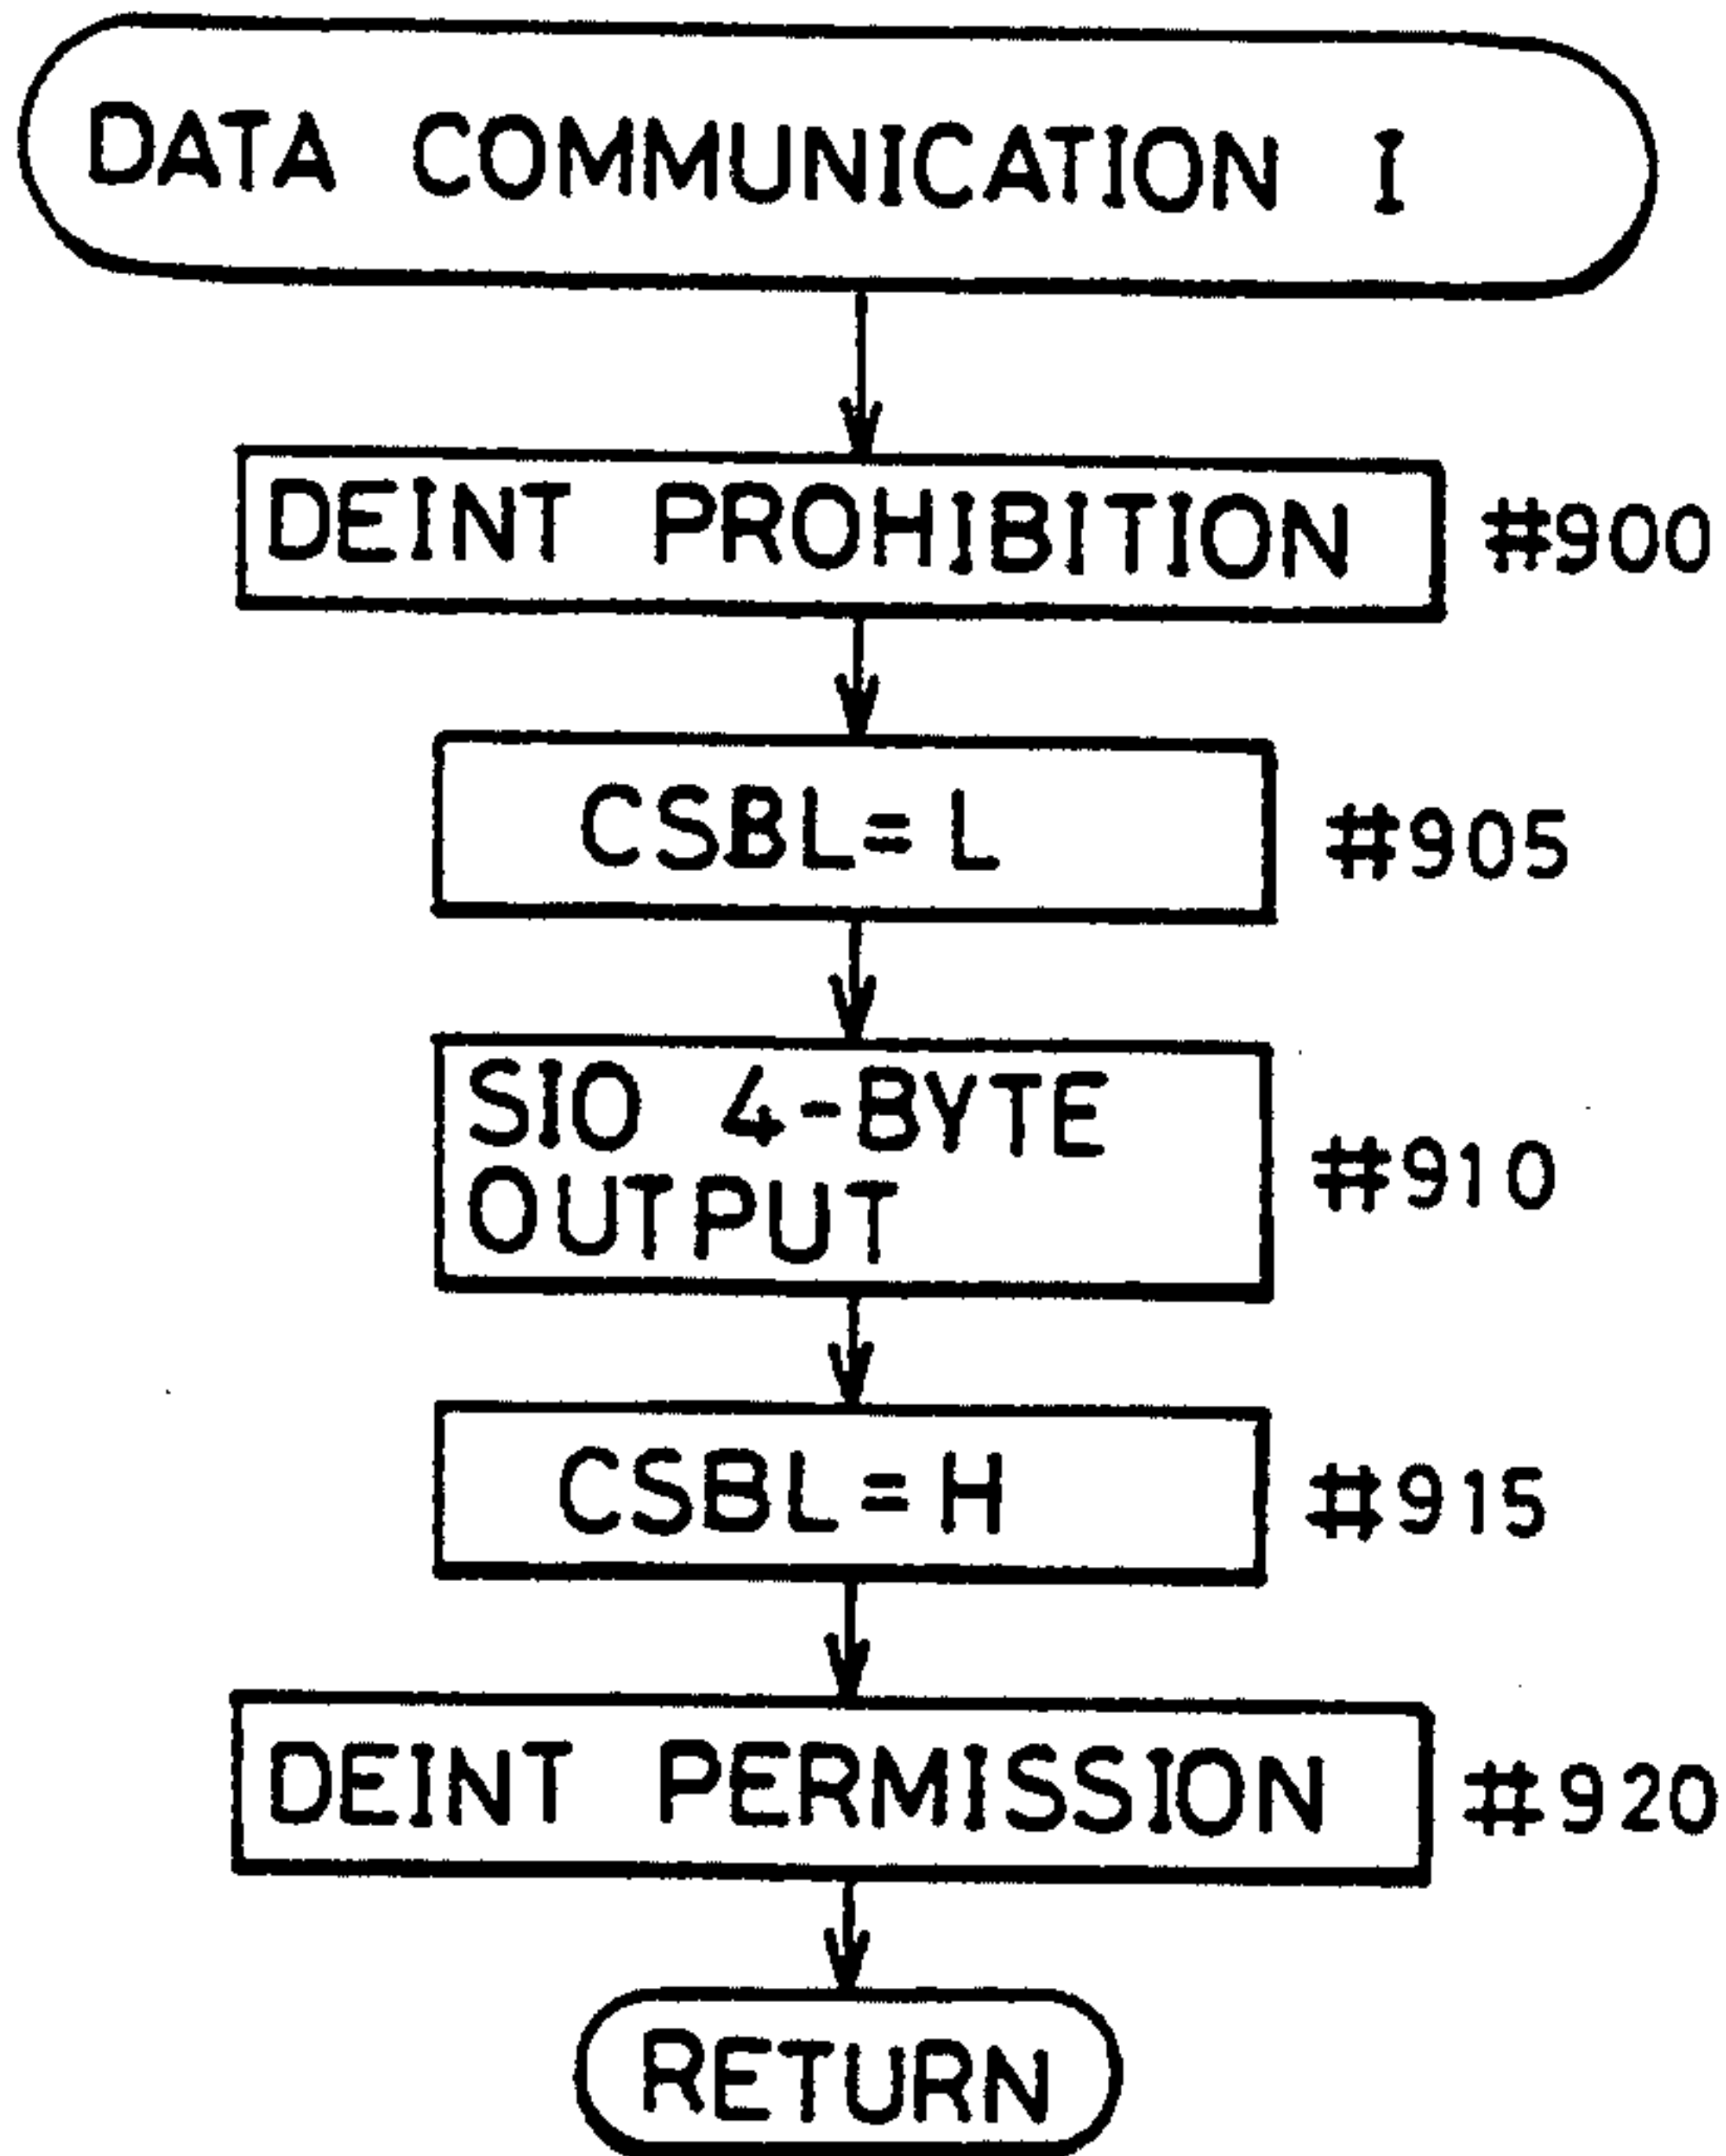 DATA COMMUNICATION I
DEINT PROHIBITION #900
CSBL=L #905
SIO 4-BYTE
OUTPUT
#910
CSBL=H #915
DEINT PERMISSION #920
RETURN